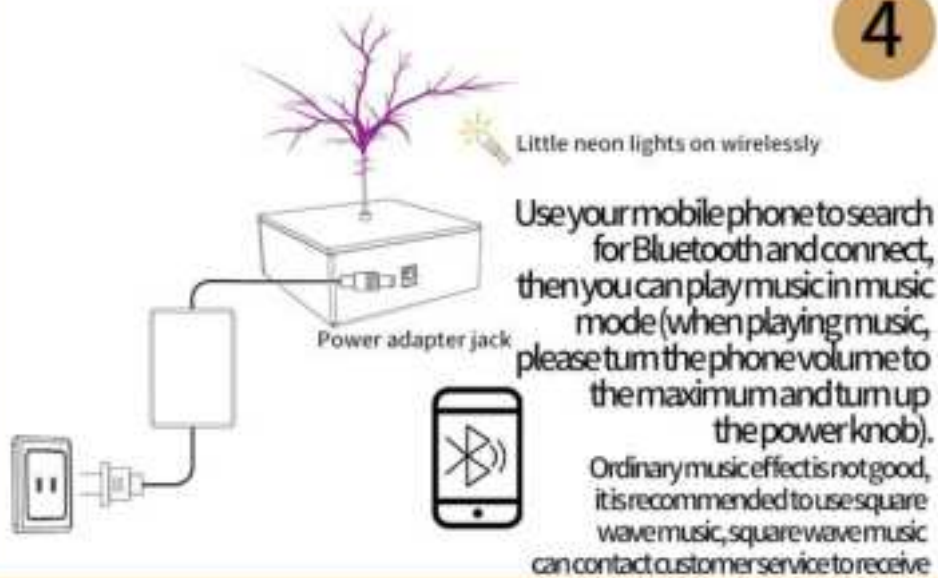 4
Little neon lights on wirelessly
Use your mobile phone to search
for Bluetooth and connect,
then you can play music in music
mode (when playing music,
please turn the phone volume to
the maximum and turn up
the power knob).
Power adapter jack
Ordinary music effect is not good,
it is recommended to use square
wave music, square wave music
can contact customer service to receive